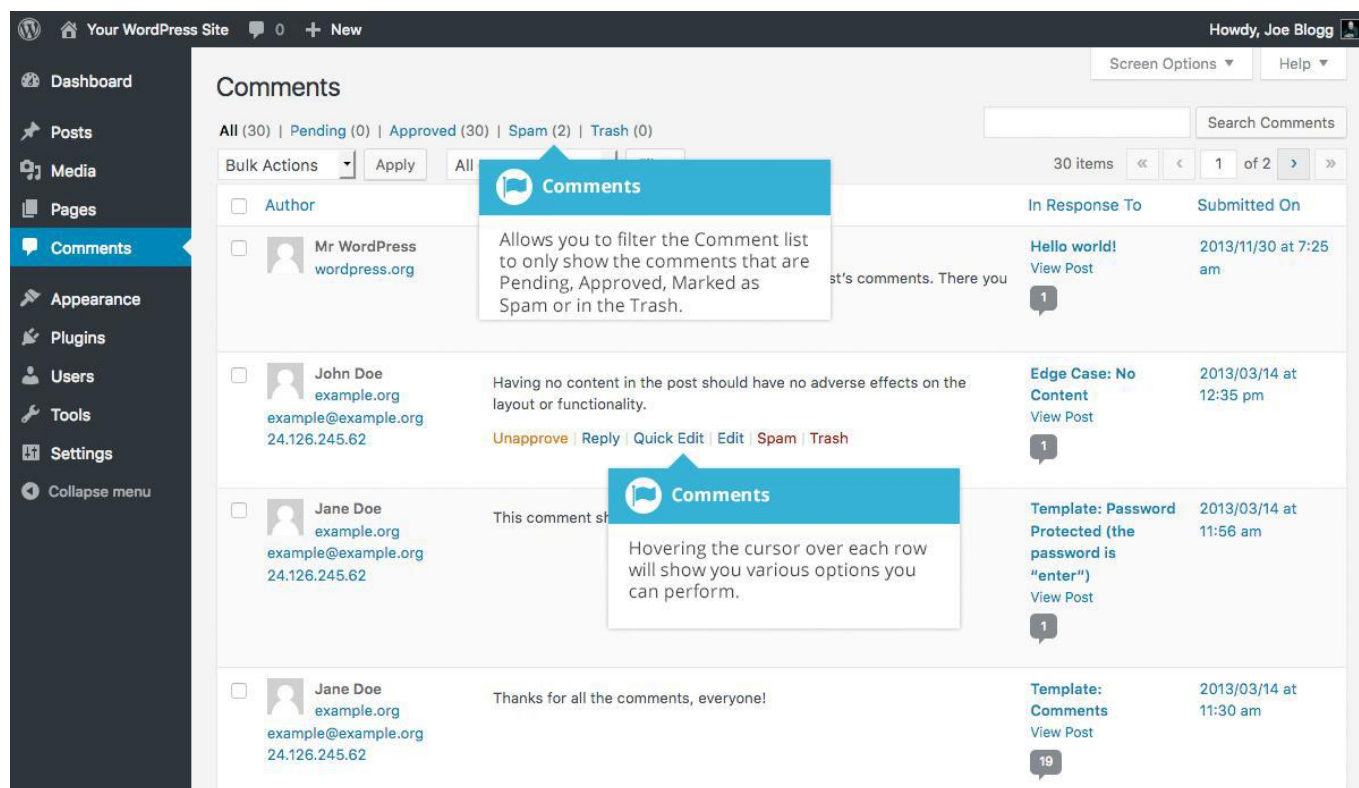 Your WordPress Site 0 + New Howdy, Joe Blogg
Screen Options ▼ Help ▼
Dashboard
Posts
Media
Pages
Comments
Appearance
Plugins
Users
Tools
Settings
Collapse menu
Comments
All (30) | Pending (0) | Approved (30) | Spam (2) | Trash (0)
Search Comments
Bulk Actions Apply All
30 items « ‹ 1 of 2 › »
Author In Response To Submitted On
Comments
Allows you to filter the Comment list
to only show the comments that are
Pending, Approved, Marked as
Spam or in the Trash.
Mr WordPress
wordpress.org
st's comments. There you
Hello world!
View Post
1
2013/11/30 at 7:25
am
John Doe
example.org
example@example.org
24.126.245.62
Having no content in the post should have no adverse effects on the
layout or functionality.
Unapprove | Reply | Quick Edit | Edit | Spam | Trash
Edge Case: No
Content
View Post
1
2013/03/14 at
12:35 pm
Comments
Hovering the cursor over each row
will show you various options you
can perform.
Jane Doe
example.org
example@example.org
24.126.245.62
This comment sh
Template: Password
Protected (the
password is
“enter”)
View Post
1
2013/03/14 at
11:56 am
Jane Doe
example.org
example@example.org
24.126.245.62
Thanks for all the comments, everyone!
Template:
Comments
View Post
19
2013/03/14 at
11:30 am